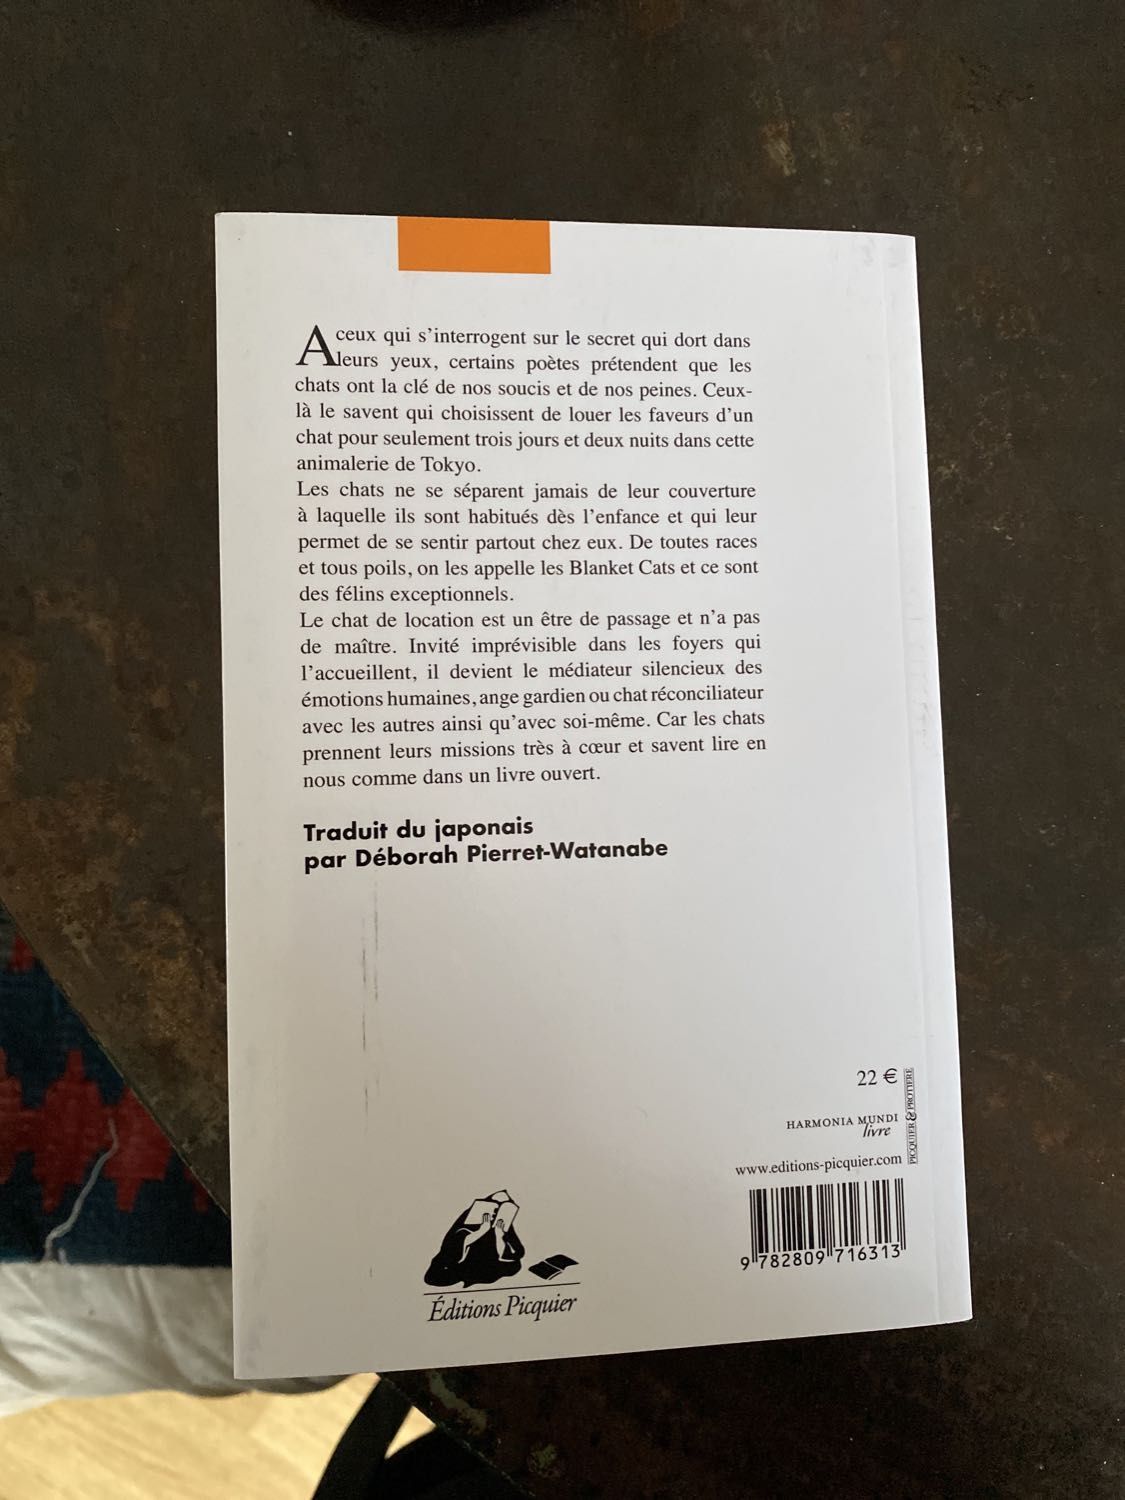 A ceux qui s'interrogent sur le secret qui dort dans
leurs yeux, certains poètes prétendent que les
chats ont la clé de nos soucis et de nos peines. Ceux-
là le savent qui choisissent de louer les faveurs d'un
chat pour seulement trois jours et deux nuits dans cette
animalerie de Tokyo.
Les chats ne se séparent jamais de leur couverture
à laquelle ils sont habitués dès l'enfance et qui leur
permet de se sentir partout chez eux. De toutes races
et tous poils, on les appelle les Blanket Cats et ce sont
des félins exceptionnels.
Le chat de location est un être de passage et n'a pas
de maître. Invité imprévisible dans les foyers qui
l'accueillent, il devient le médiateur silencieux des
émotions humaines, ange gardien ou chat réconciliateur
avec les autres ainsi qu'avec soi-même. Car les chats
prennent leurs missions très à cœur et savent lire en
nous comme dans un livre ouvert.
Traduit du japonais
par Déborah Pierret-Watanabe
22 €
PICQUIER & PROTIERE
HARMONIA MUNDI
livre
www.editions-picquier.com
9 782809 716313
Éditions Picquier